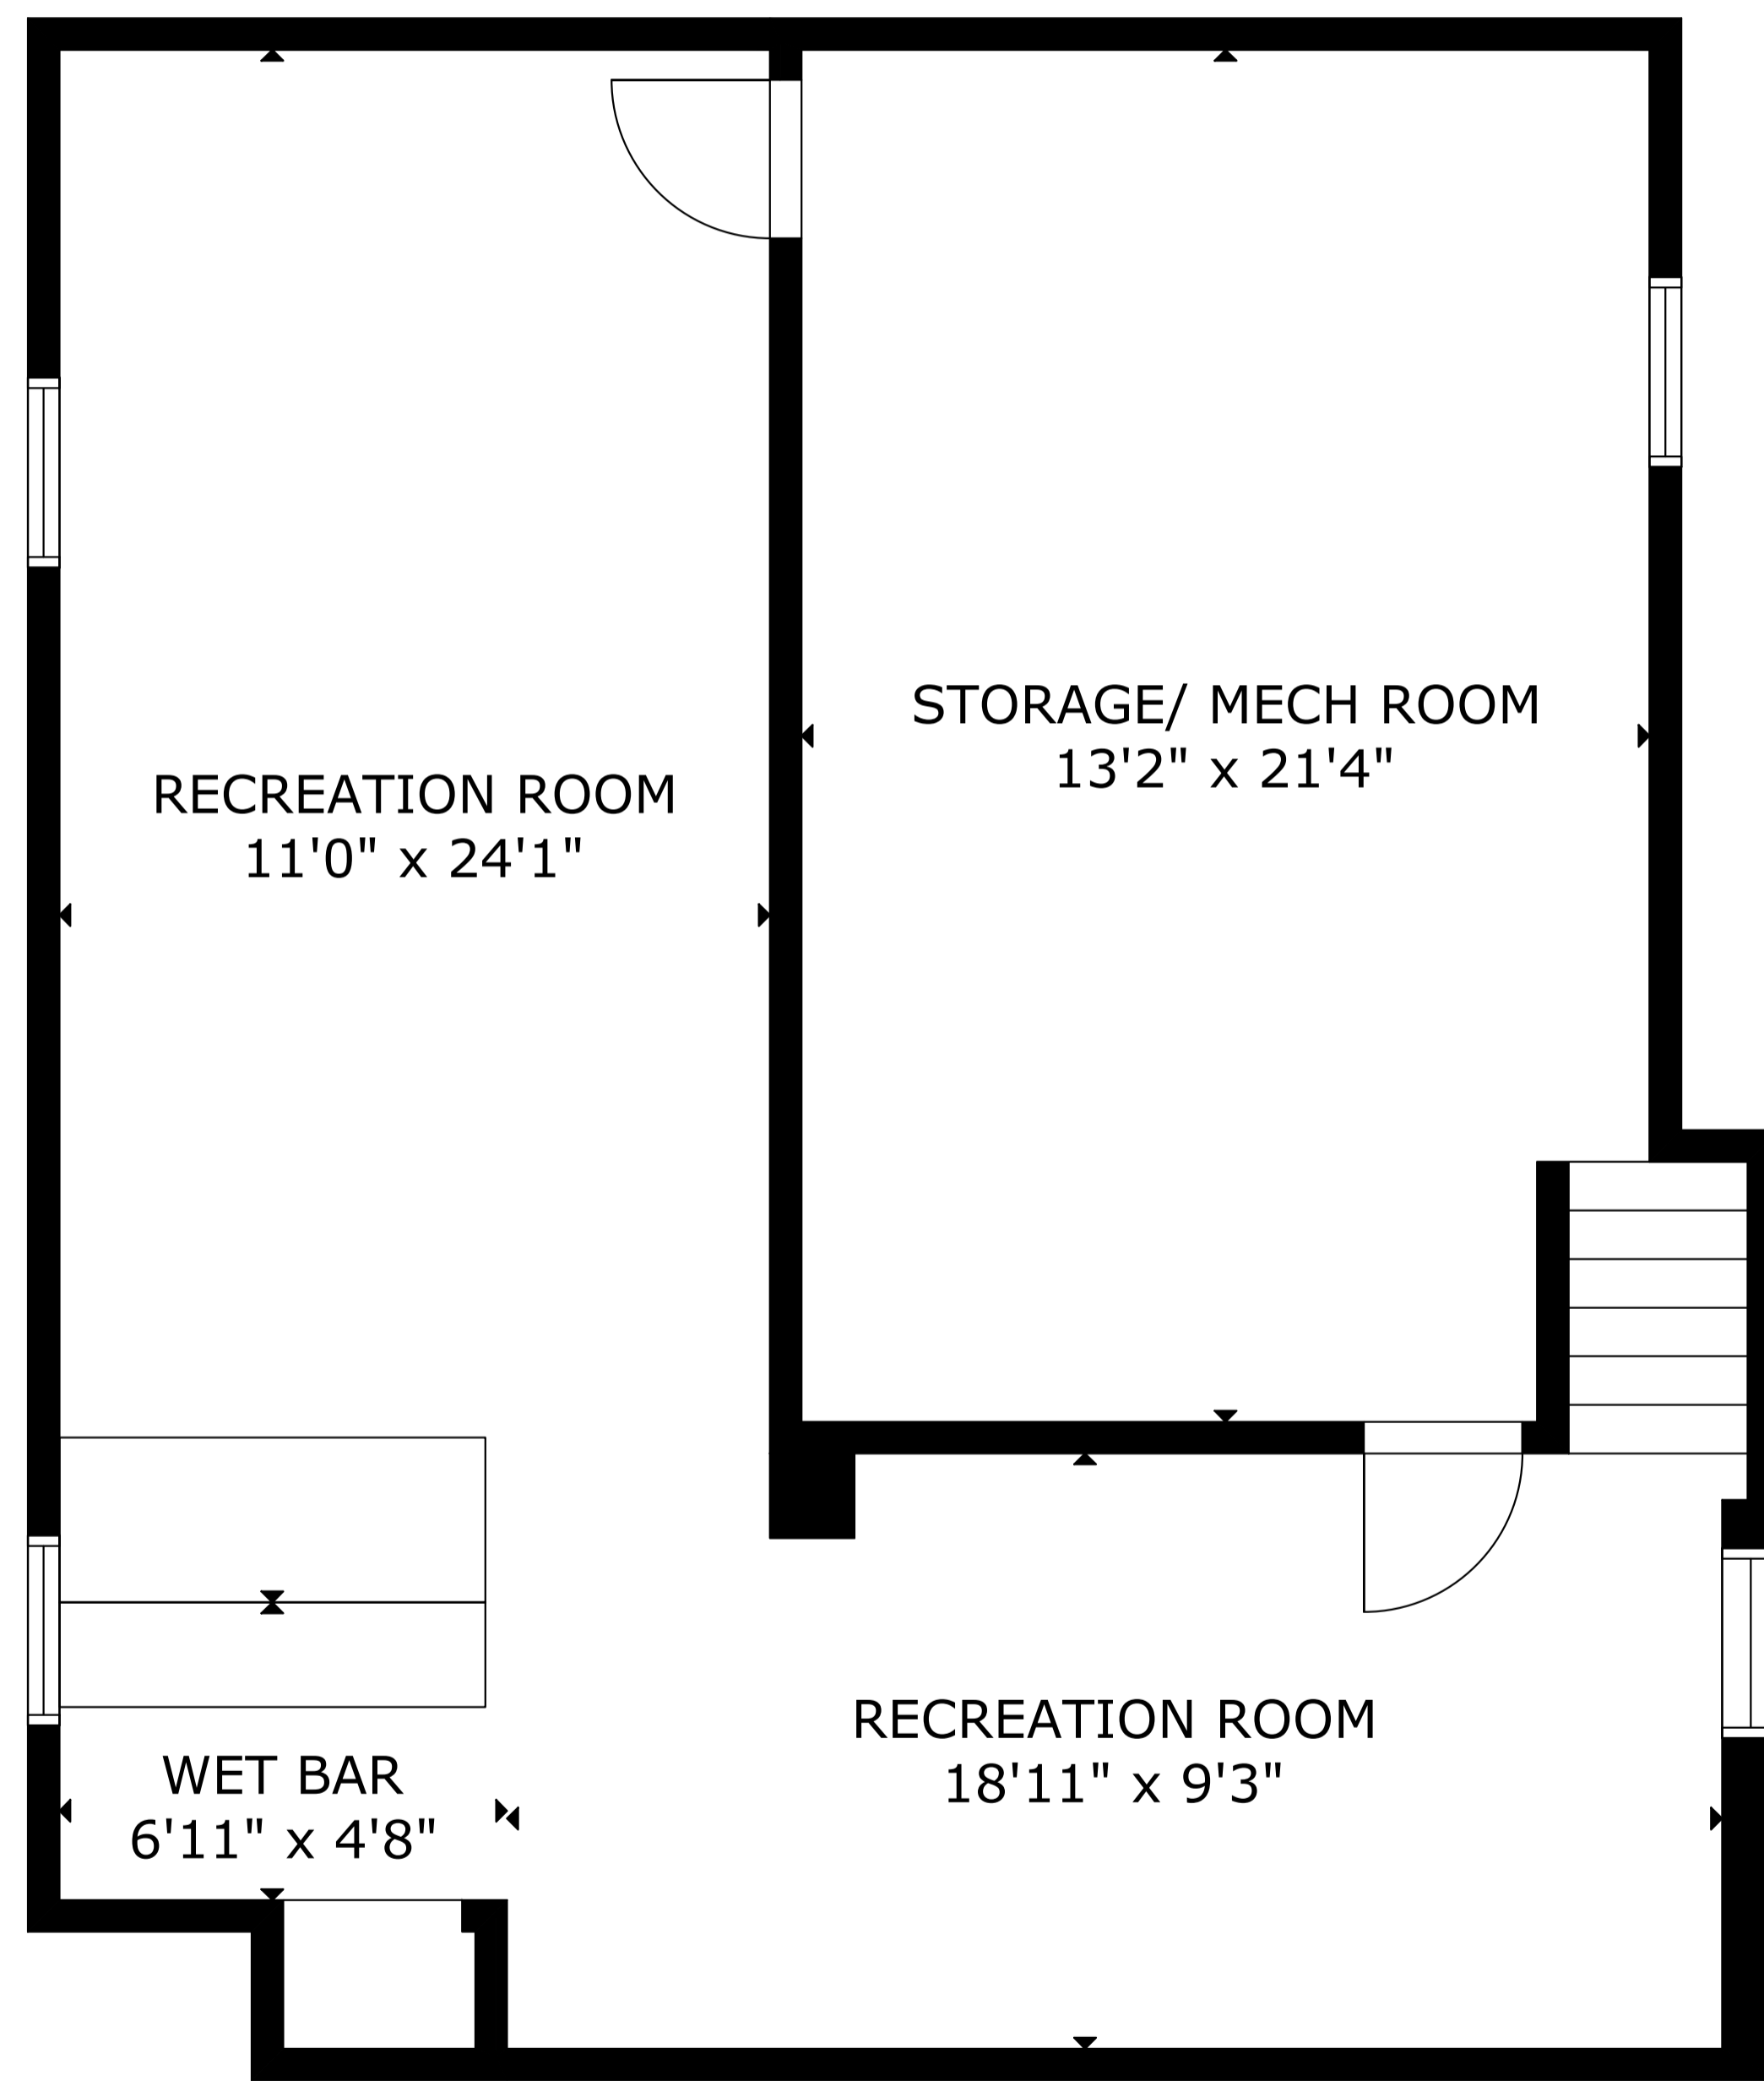 STORAGE/ MECH ROOM
13'2'' x 21'4''
RECREATION ROOM
11'0'' x 24'1''
RECREATION ROOM
18'11'' x 9'3''
WET BAR
6'11'' x 4'8''